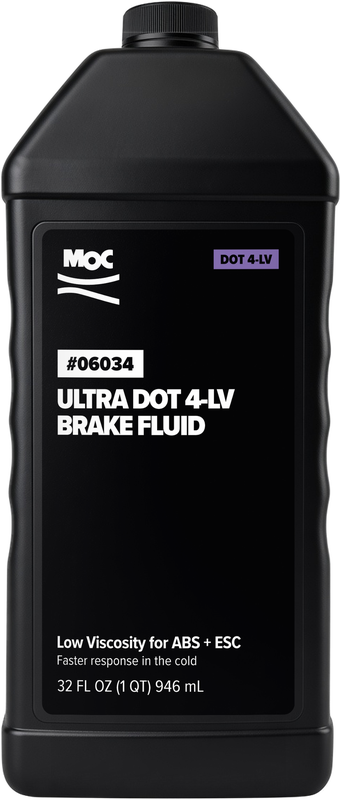 MOC
DOT 4-LV
#06034
ULTRA DOT 4-LV
BRAKE FLUID
Low Viscosity for ABS + ESC
Faster response in the cold
32 FL OZ (1 QT) 946 mL